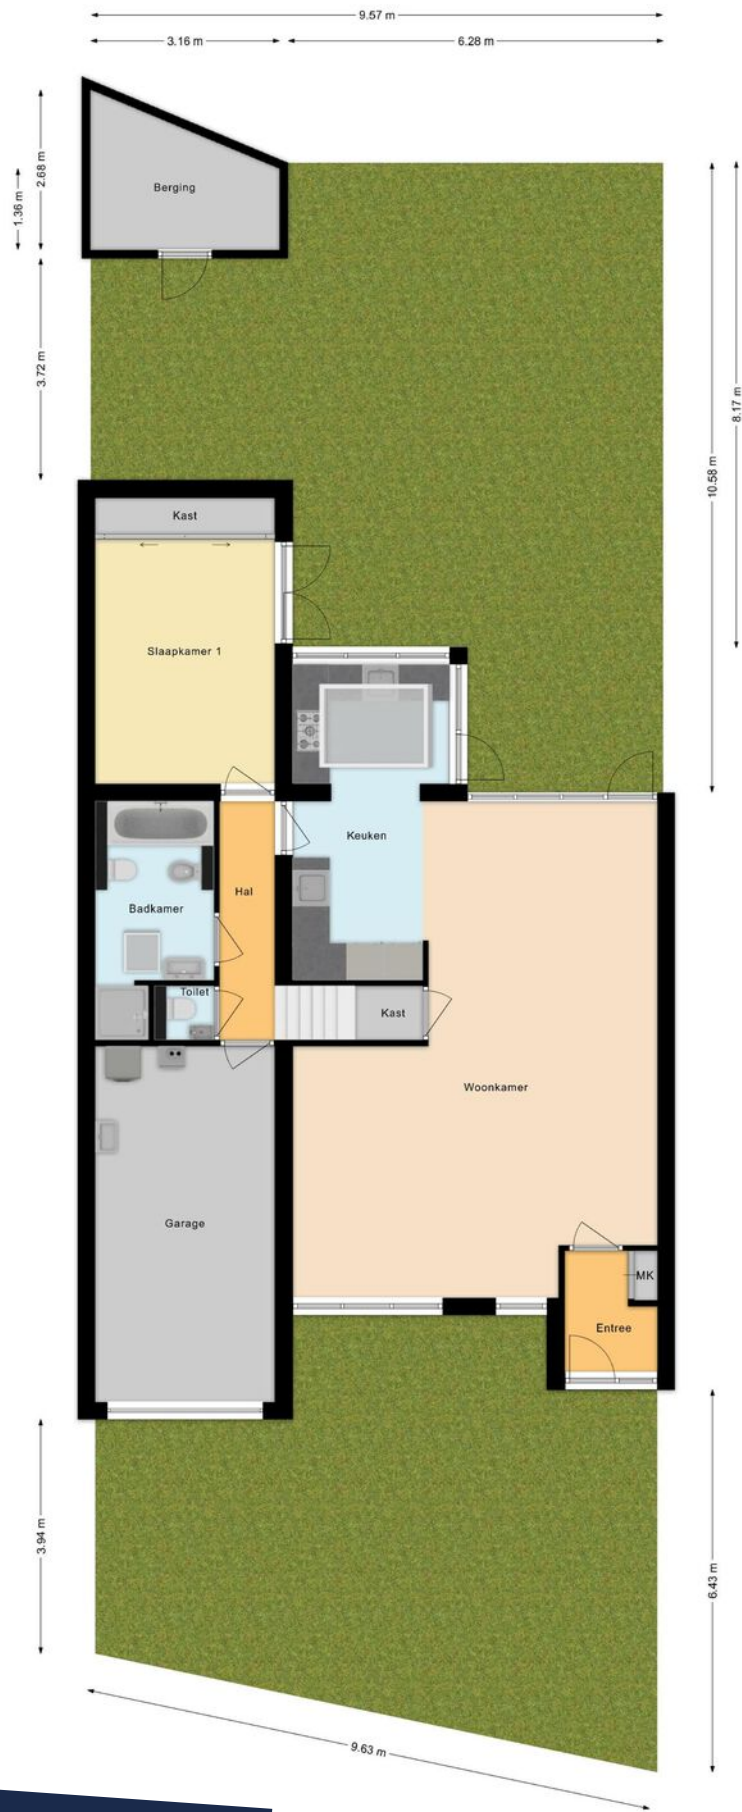 9.57 m
3.16 m
6.28 m
2.68 m
1.36 m
Berging
3.72 m
8.17 m
10.58 m
Kast
Slaapkamer 1
Keuken
Hal
Badkamer
Toilet
Kast
Woonkamer
Garage
MK
Entree
3.94 m
6.43 m
9.63 m